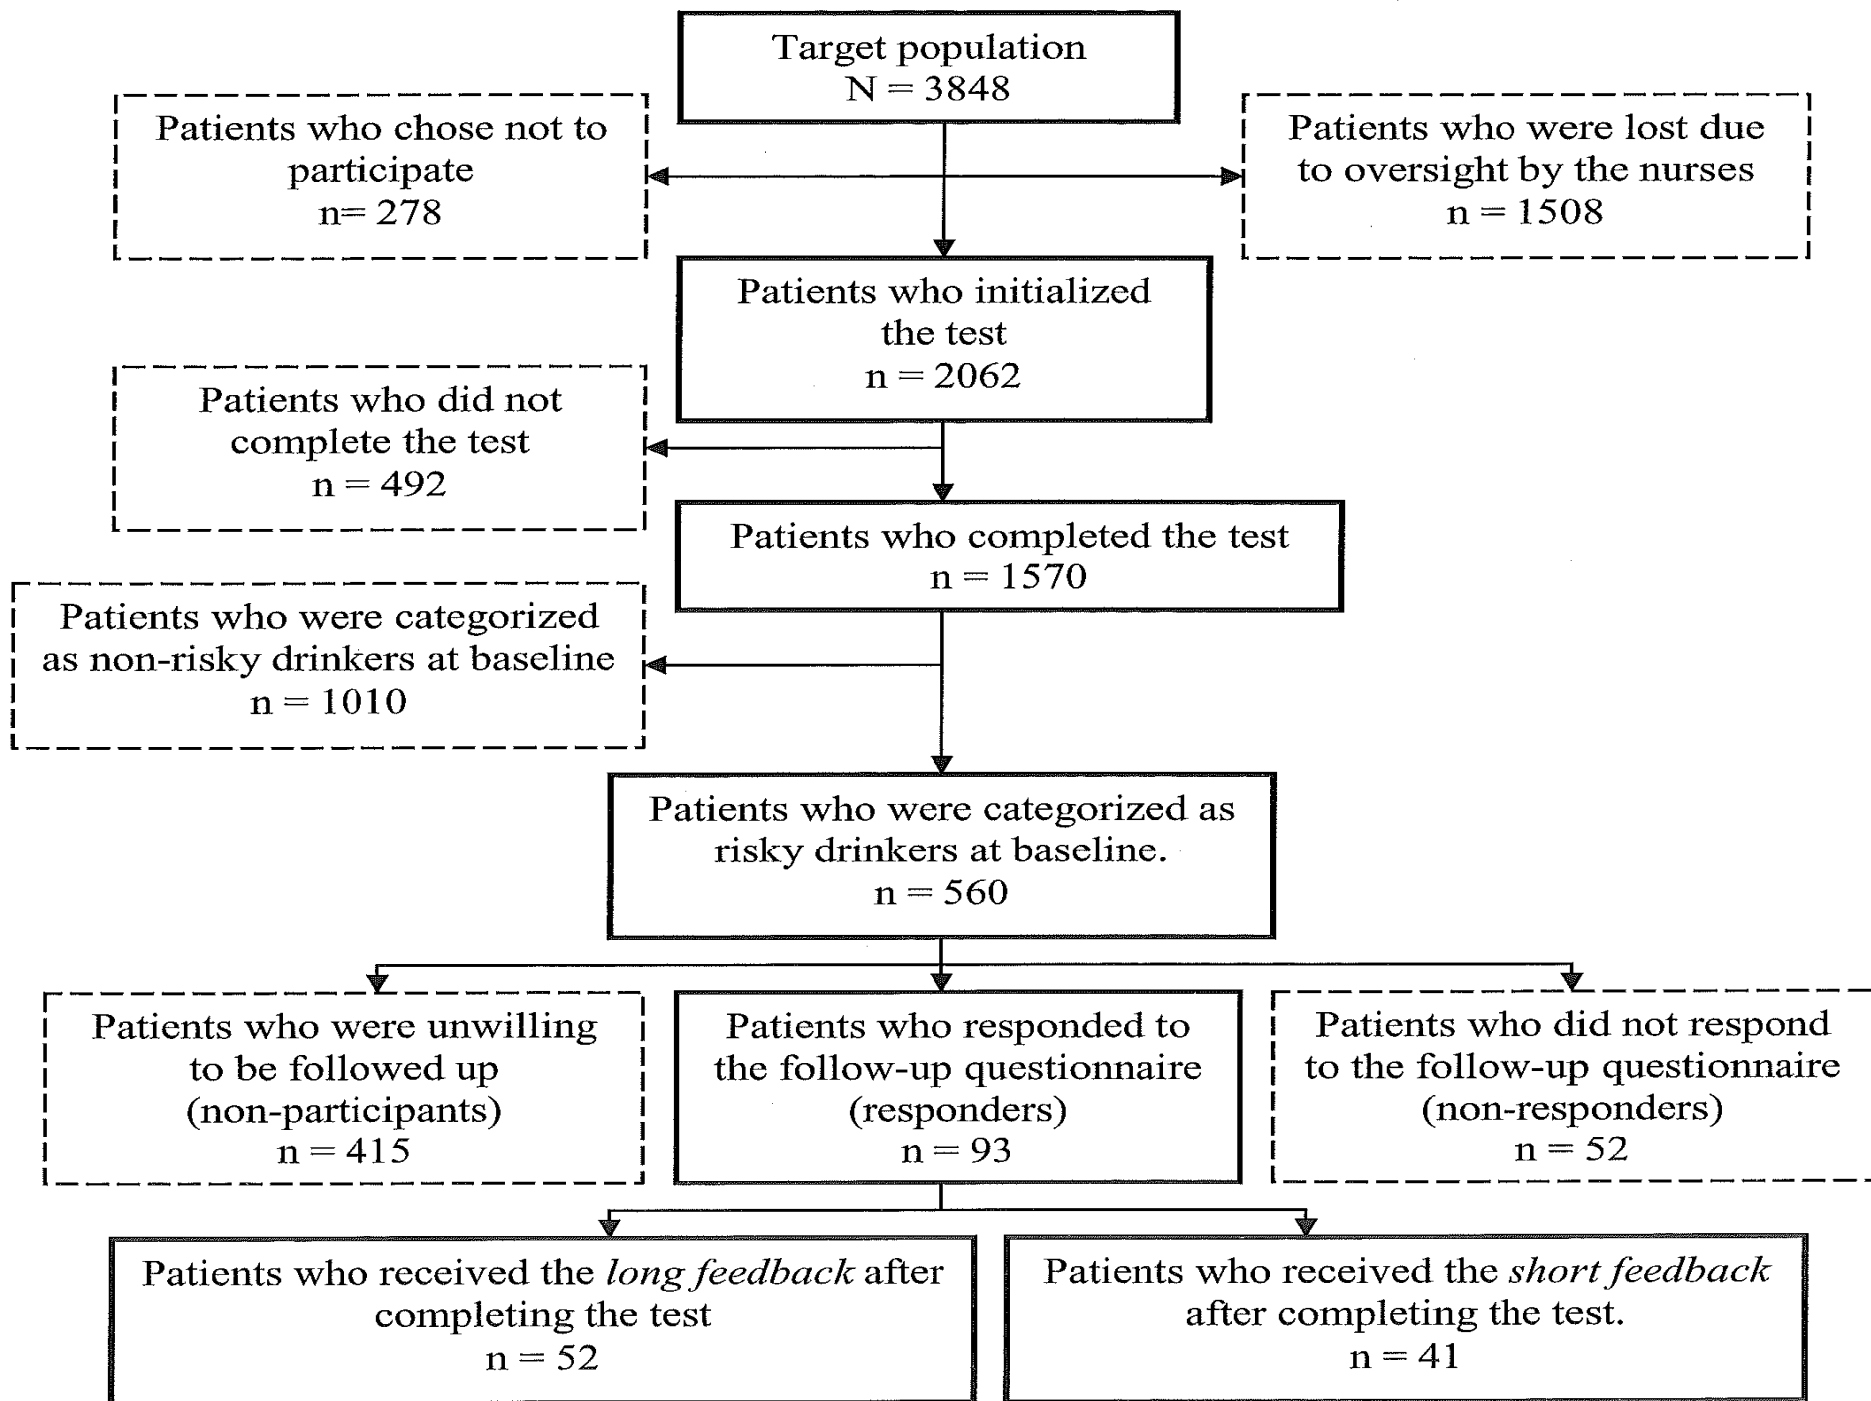 Target population
N = 3848
Patients who chose not to
participate
n= 278
Patients who were lost due
to oversight by the nurses
n = 1508
Patients who initialized
the test
n = 2062
Patients who did not
complete the test
n = 492
Patients who completed the test
n = 1570
Patients who were categorized
as non-risky drinkers at baseline
n = 1010
Patients who were categorized as
risky drinkers at baseline.
n = 560
Patients who were unwilling
to be followed up
(non-participants)
n = 415
Patients who responded to
the follow-up questionnaire
(responders)
n = 93
Patients who did not respond
to the follow-up questionnaire
(non-responders)
n = 52
Patients who received the long feedback after
completing the test
n = 52
Patients who received the short feedback
after completing the test.
n = 41